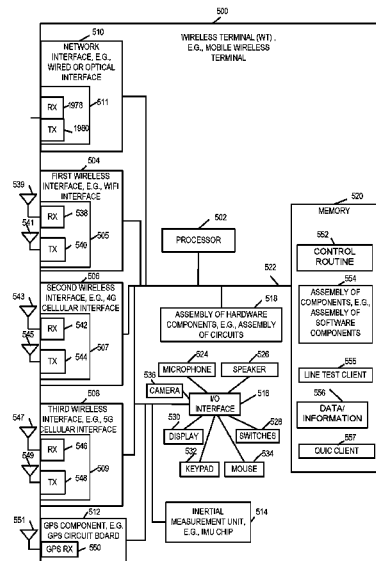 500
510
NETWORK
INTERFACE, E.G.,
WIRED OR OPTICAL
INTERFACE
RX
1978
TX
1980
511
WIRELESS TERMINAL (WT) ,
E.G., MOBILE WIRELESS
TERMINAL
504
FIRST WIRELESS
INTERFACE, E.G., WIFI
INTERFACE
539
RX
538
541
TX
540
505
506
SECOND WIRELESS
INTERFACE, E.G., 4G
CELLULAR INTERFACE
543
RX
542
545
TX
544
507
508
THIRD WIRELESS
INTERFACE, E.G., 5G
CELLULAR INTERFACE
547
RX
546
549
TX
548
509
512
GPS COMPONENT, E.G.
GPS CIRCUIT BOARD
551
GPS RX
550
502
PROCESSOR
522
518
ASSEMBLY OF HARDWARE
COMPONENTS, E.G., ASSEMBLY
OF CIRCUITS
524
526
MICROPHONE
SPEAKER
536
CAMERA
516
I/O
INTERFACE
530
528
DISPLAY
SWITCHES
532
534
KEYPAD
MOUSE
INERTIAL
MEASUREMENT UNIT,
E.G., IMU CHIP
514
520
MEMORY
552
CONTROL
ROUTINE
554
ASSEMBLY OF
COMPONENTS, E.G.,
ASSEMBLY OF
SOFTWARE
COMPONENTS
555
LINE TEST CLIENT
556
DATA/
INFORMATION
557
QUIC CLIENT